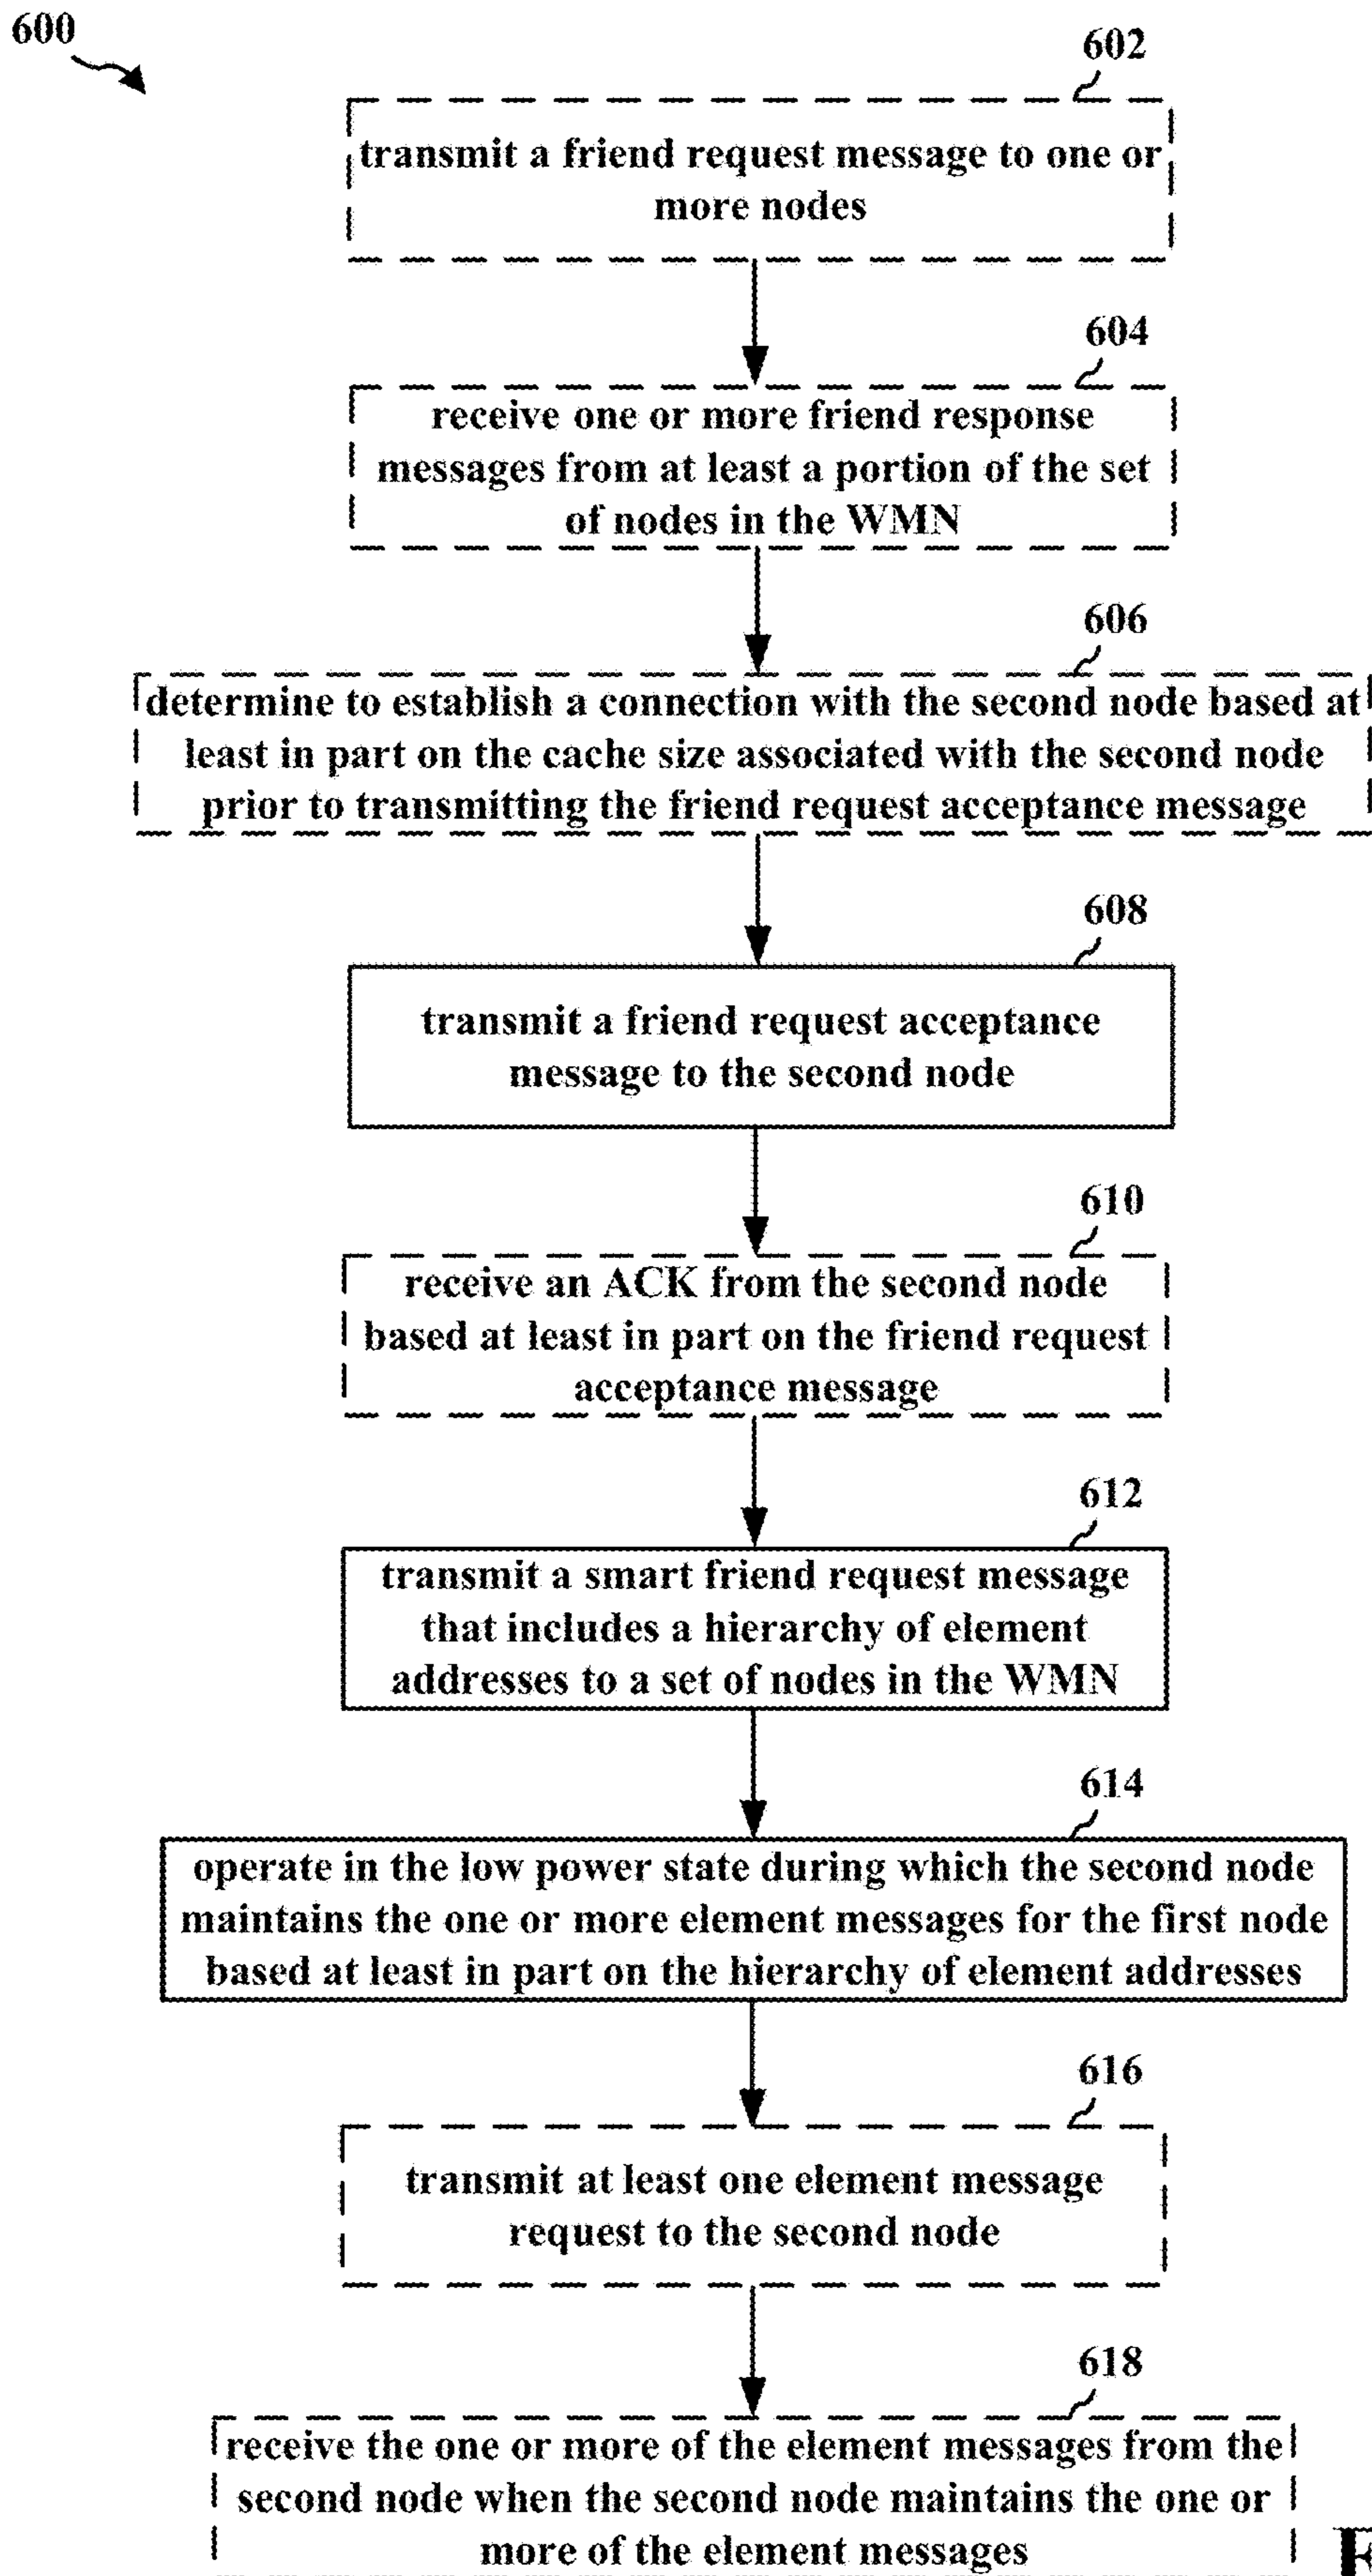 600
602
transmit a friend request message to one or
more nodes
604
receive one or more friend response
messages from at least a portion of the set
of nodes in the WMN
606
determine to establish a connection with the second node based at
least in part on the cache size associated with the second node
prior to transmitting the friend request acceptance message
608
transmit a friend request acceptance
message to the second node
610
receive an ACK from the second node
based at least in part on the friend request
acceptance message
612
transmit a smart friend request message
that includes a hierarchy of element
addresses to a set of nodes in the WMN
614
operate in the low power state during which the second node
maintains the one or more element messages for the first node
based at least in part on the hierarchy of element addresses
616
transmit at least one element message
request to the second node
618
receive the one or more of the element messages from the
second node when the second node maintains the one or
more of the element messages